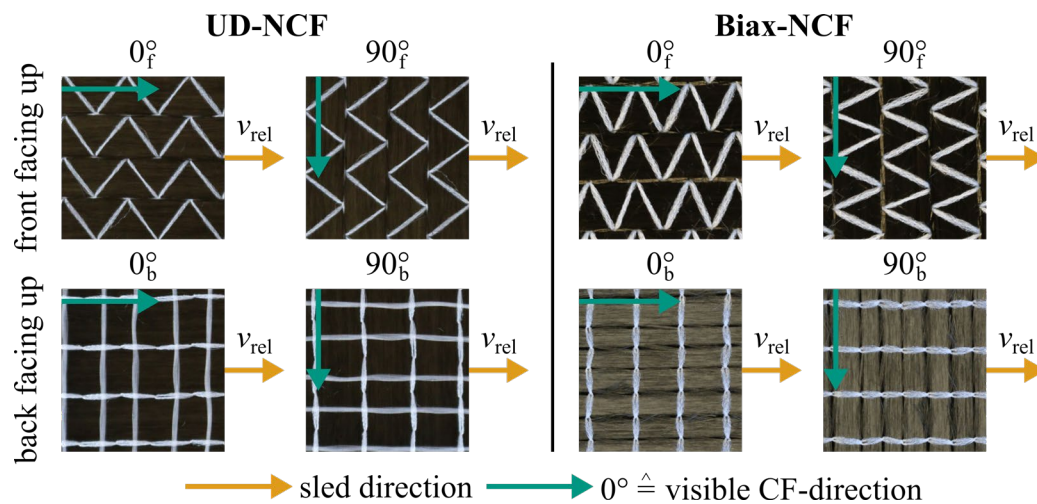 UD-NCF Biax-NCF
0°f 90°f 0°f 90°f
front facing up
vrel vrel vrel vrel
0°b 90°b 0°b 90°b
back facing up
vrel vrel vrel vrel
sled direction 0° ≙ visible CF-direction